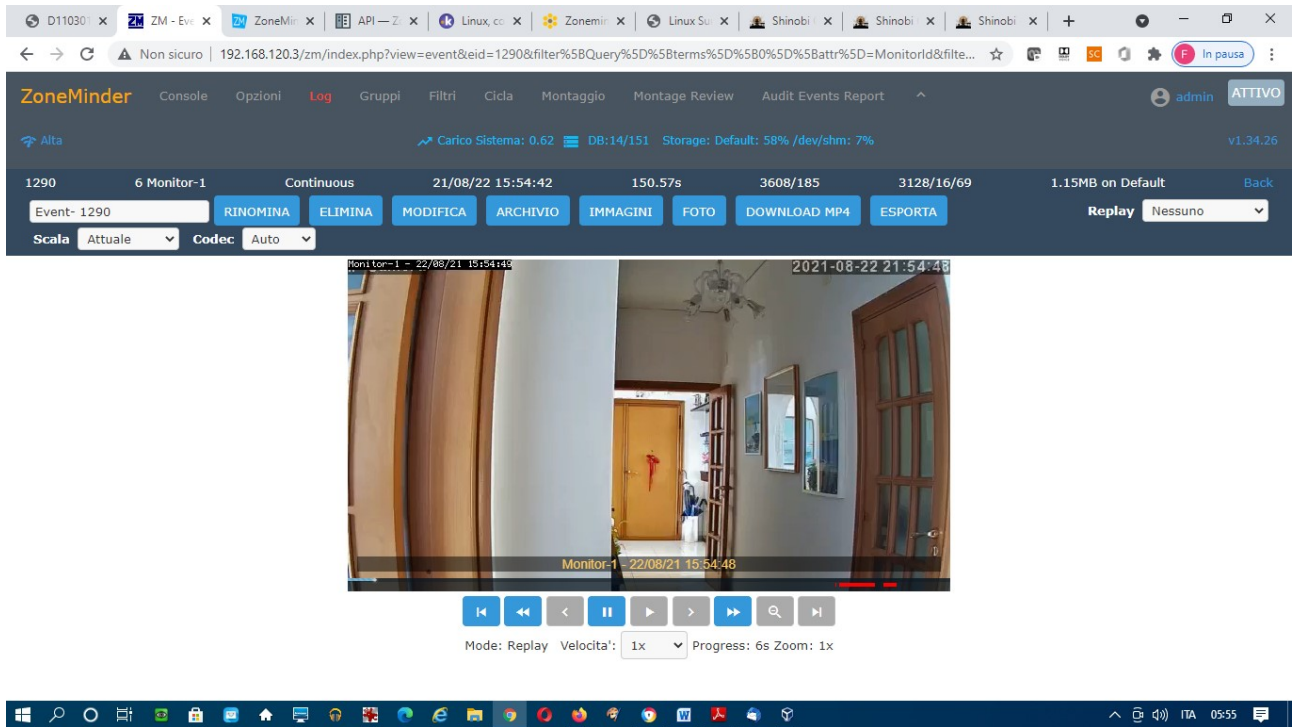 D110301
ZM - Eve
ZoneMin
API — Z
Linux, co
Zonemin
Linux Su
Shinobi
Shinobi
Shinobi
Non sicuro
192.168.120.3/zm/index.php?view=event&eid=1290&filter%5BQuery%5D%5Bterms%5D%5B0%5D%5Battr%5D=MonitorId&filte...
SC
F In pausa
ZoneMinder Console Opzioni Log Gruppi Filtri Cicla Montaggio Montage Review Audit Events Report admin ATTIVO
Alta Carico Sistema: 0.62 DB:14/151 Storage: Default: 58% /dev/shm: 7% v1.34.26
1290 6 Monitor-1 Continuous 21/08/22 15:54:42 150.57s 3608/185 3128/16/69 1.15MB on Default Back
Event- 1290 RINOMINA ELIMINA MODIFICA ARCHIVIO IMMAGINI FOTO DOWNLOAD MP4 ESPORTA Replay Nessuno
Scala Attuale Codec Auto
Monitor-1 - 22/08/21 15:54:49
2021-08-22 21:54:48
Monitor-1 - 22/08/21 15:54:48
Mode: Replay Velocita': 1x Progress: 6s Zoom: 1x
ITA 05:55